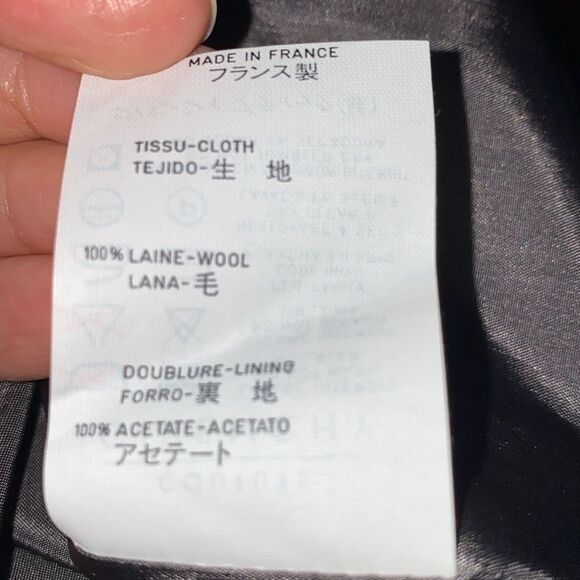 MADE IN FRANCE
フランス製
TISSU-CLOTH
TEJIDO-生 地
100% LAINE-WOOL
LANA-毛
DOUBLURE-LINING
FORRO-裏 地
100% ACETATE-ACETATO
アセテート